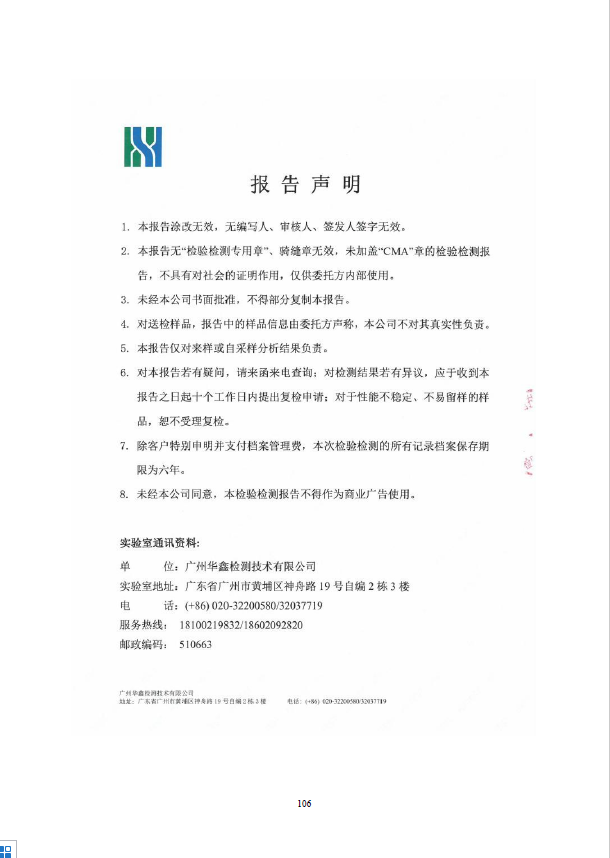 报 告 声 明
1. 本报告涂改无效，无编写人、审核人、签发人签字无效。
2. 本报告无“检验检测专用章”、骑缝章无效，未加盖“CMA”章的检验检测报
告，不具有对社会的证明作用，仅供委托方内部使用。
3. 未经本公司书面批准，不得部分复制本报告。
4. 对送检样品，报告中的样品信息由委托方声称，本公司不对其真实性负责。
5. 本报告仅对来样或自采样分析结果负责。
6. 对本报告若有疑问，请来函来电查询；对检测结果若有异议，应于收到本
报告之日起十个工作日内提出复检申请；对于性能不稳定、不易留样的样
品，恕不受理复检。
7. 除客户特别申明并支付档案管理费，本次检验检测的所有记录档案保存期
限为六年。
8. 未经本公司同意，本检验检测报告不得作为商业广告使用。
实验室通讯资料:
单 位：广州华鑫检测技术有限公司
实验室地址：广东省广州市黄埔区神舟路 19 号自编 2 栋 3 楼
电 话：(+86) 020-32200580/32037719
服务热线： 18100219832/18602092820
邮政编码： 510663
广州华鑫检测技术有限公司
地址：广东省广州市黄埔区神舟路 19 号自编 2 栋 3 楼 电话：(+86) 020-32200580/32037719
106